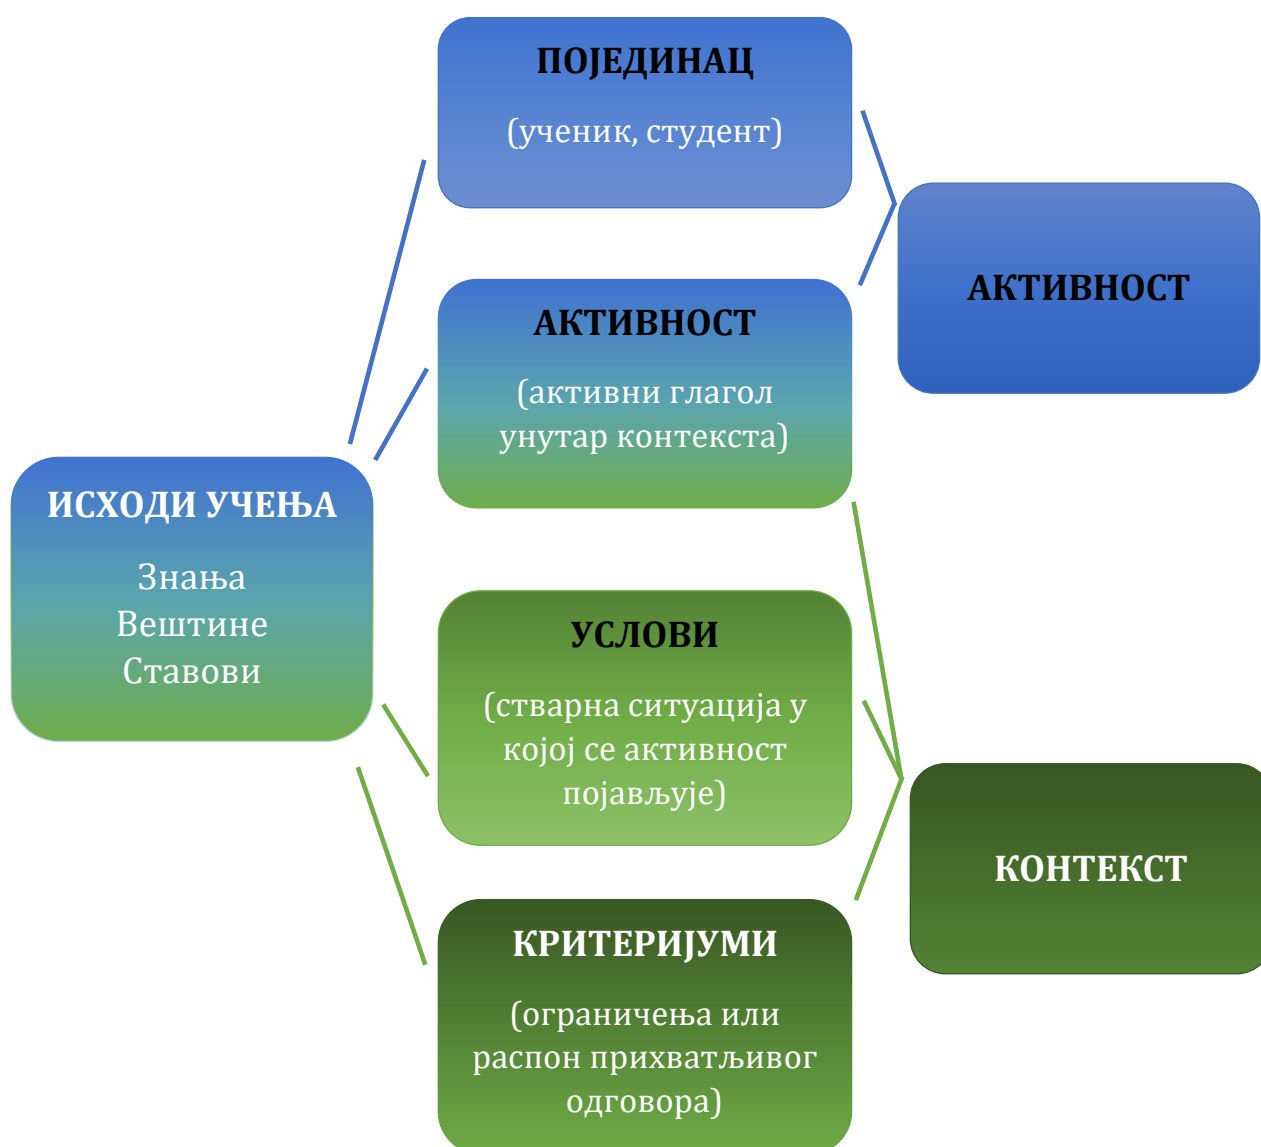 ПОЈЕДИНАЦ
(ученик, студент)
АКТИВНОСТ
АКТИВНОСТ
(активни глагол
унутар контекста)
ИСХОДИ УЧЕЊА
Знања
Вештине
Ставови
УСЛОВИ
(стварна ситуација у
којој се активност
појављује)
КОНТЕКСТ
КРИТЕРИЈУМИ
(ограничења или
распон прихватљивог
одговора)